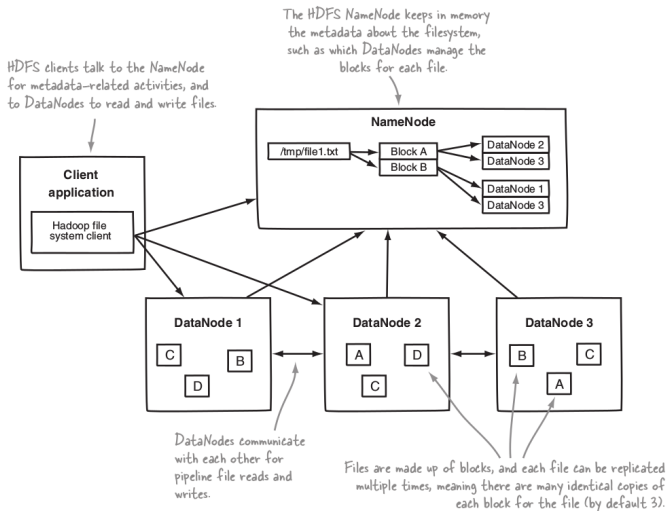 The HDFS NameNode keeps in memory
the metadata about the filesystem,
such as which DataNodes manage the
blocks for each file.
HDFS clients talk to the NameNode
for metadata-related activities, and
to DataNodes to read and write files.
NameNode
/tmp/file1.txt
Block A
Block B
DataNode 2
DataNode 3
DataNode 1
DataNode 3
Client
application
Hadoop file
system client
DataNode 1
C
B
D
DataNode 2
A
D
C
DataNode 3
B
C
A
DataNodes communicate
with each other for
pipeline file reads and
writes.
Files are made up of blocks, and each file can be replicated
multiple times, meaning there are many identical copies of
each block for the file (by default 3).